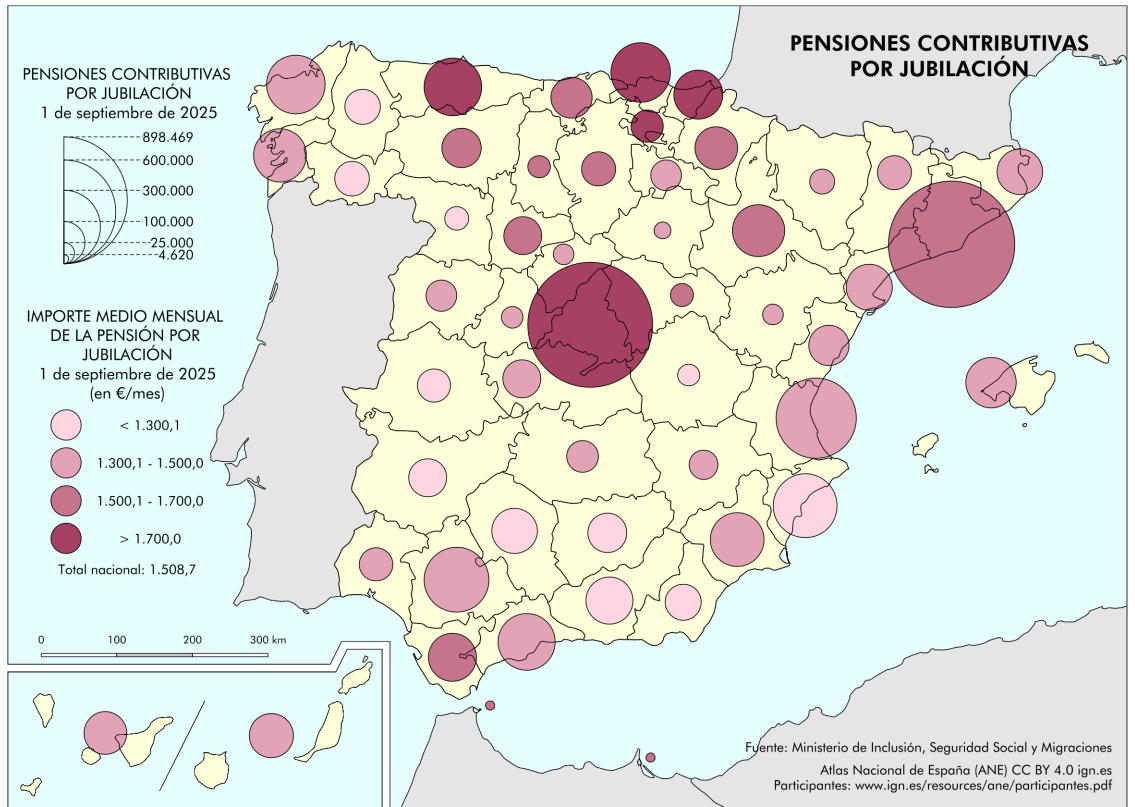 PENSIONES CONTRIBUTIVAS
POR JUBILACIÓN
PENSIONES CONTRIBUTIVAS
POR JUBILACIÓN
1 de septiembre de 2025
898.469
600.000
300.000
100.000
25.000
4.620
IMPORTE MEDIO MENSUAL
DE LA PENSIÓN POR
JUBILACIÓN
1 de septiembre de 2025
(en €/mes)
< 1.300,1
1.300,1 - 1.500,0
1.500,1 - 1.700,0
> 1.700,0
Total nacional: 1.508,7
0 100 200 300 km
Fuente: Ministerio de Inclusión, Seguridad Social y Migraciones
Atlas Nacional de España (ANE) CC BY 4.0 ign.es
Participantes: www.ign.es/resources/ane/participantes.pdf